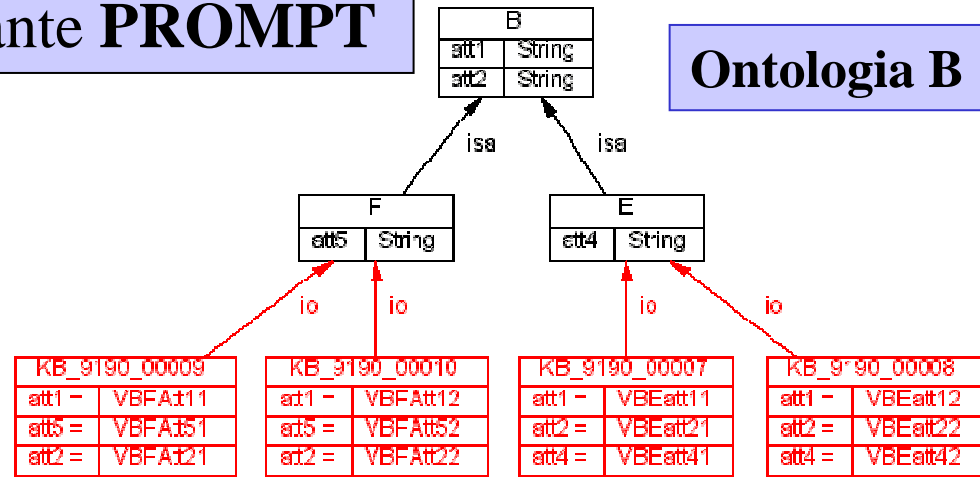 ante PROMPT
Ontologia B
B
att1 String
att2 String
isa isa
F
att5 String
E
att4 String
io io io io
KB_9190_00009
att1 = VBFAtt11
att5 = VBFAtt51
att2 = VBFAtt21
KB_9190_00010
att1 = VBFAtt12
att5 = VBFAtt52
att2 = VBFAtt22
KB_9190_00007
att1 = VBEatt11
att2 = VBEatt21
att4 = VBEatt41
KB_9190_00008
att1 = VBEatt12
att2 = VBEatt22
att4 = VBEatt42